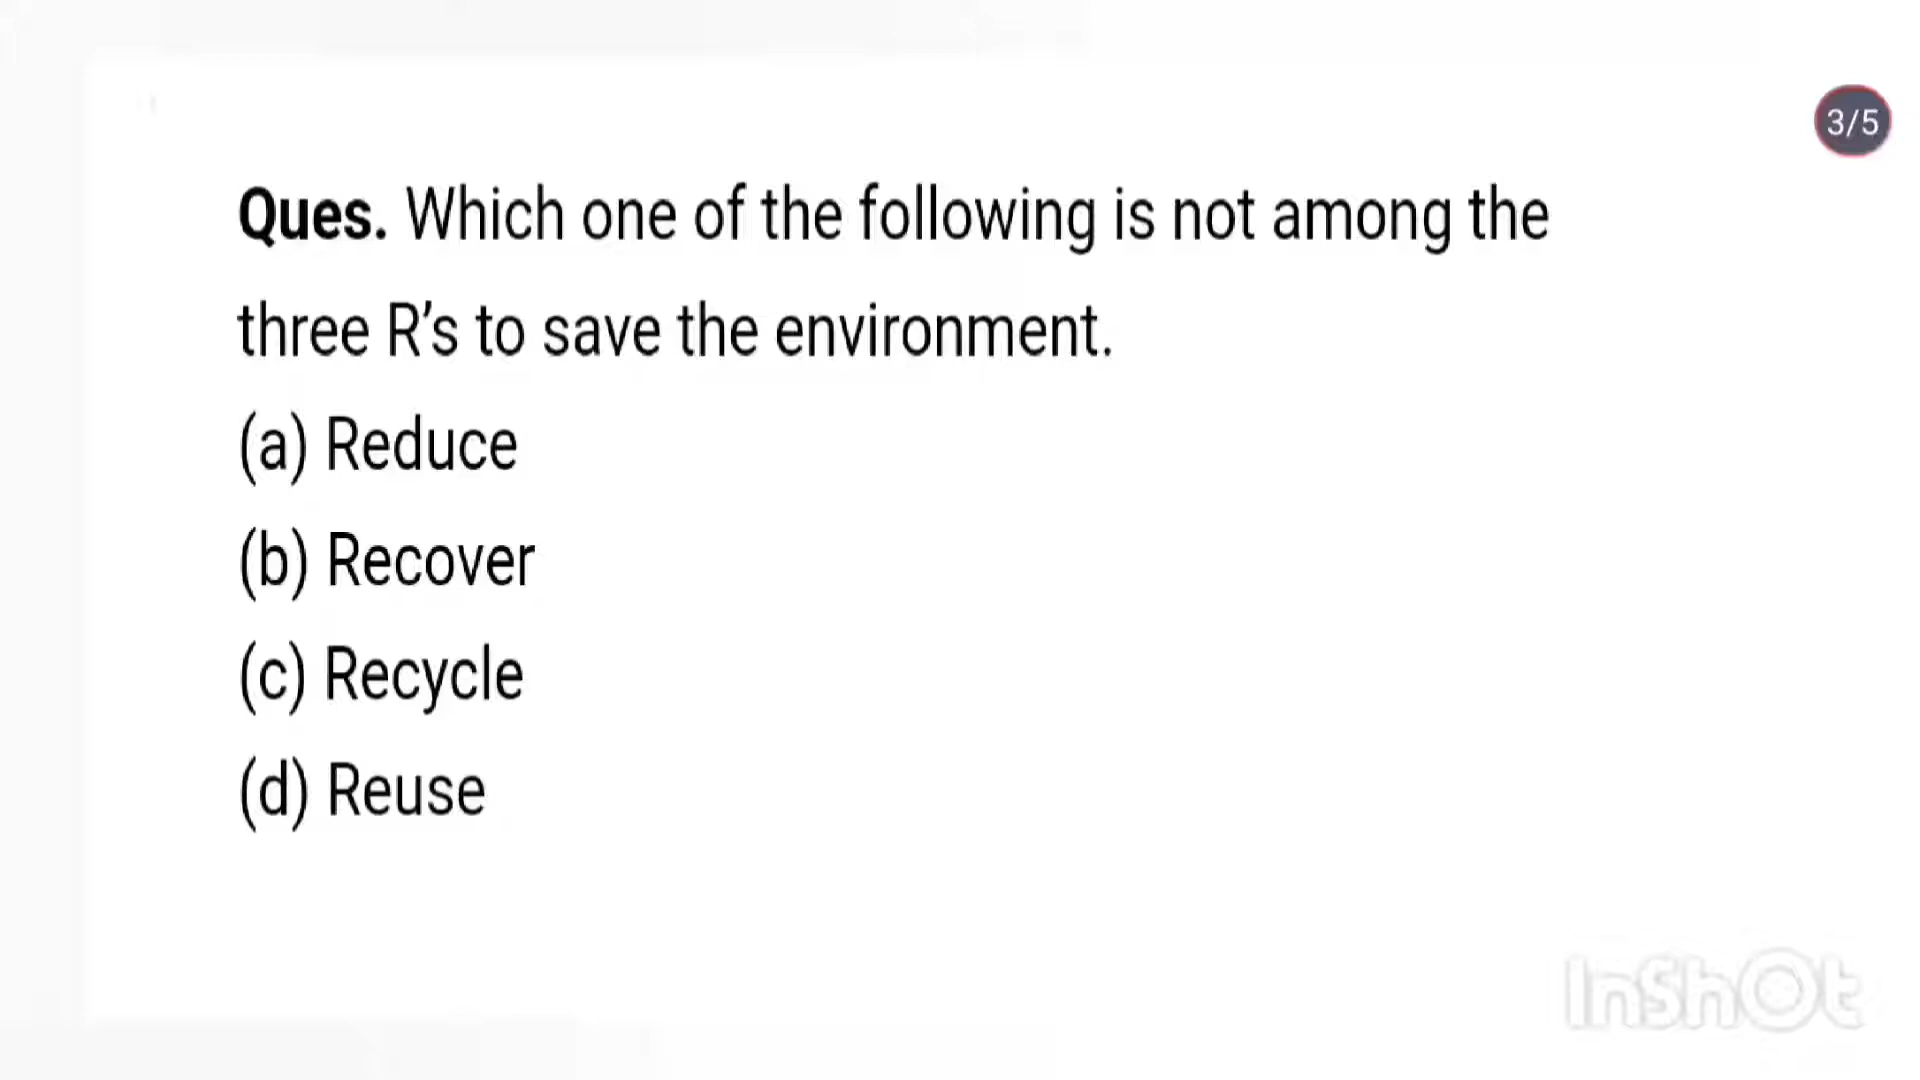 3/5
Ques. Which one of the following is not among the
three R’s to save the environment.
(a) Reduce
(b) Recover
(c) Recycle
(d) Reuse
InShOt